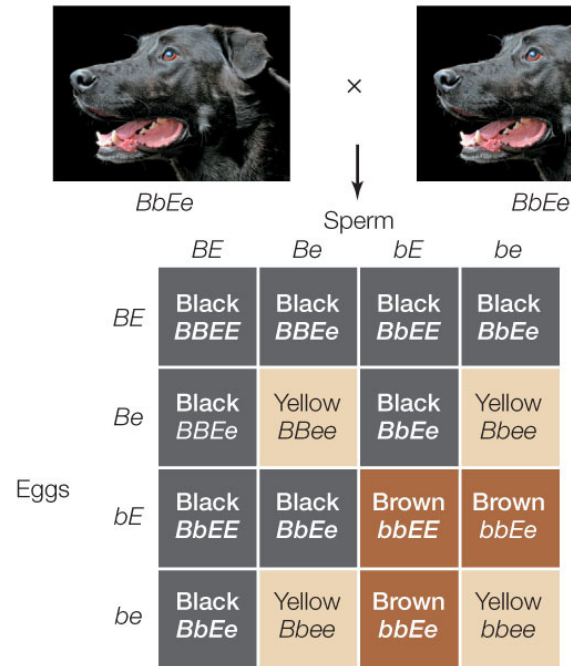 ×
BbEe
BbEe
Sperm
BE Be bE be
BE
Black Black Black Black
BBEE BBEe BbEE BbEe
Be
Black Yellow Black Yellow
BBEe BBee BbEe Bbee
Eggs
bE
Black Black Brown Brown
BbEE BbEe bbEE bbEe
be
Black Yellow Brown Yellow
BbEe Bbee bbEe bbee